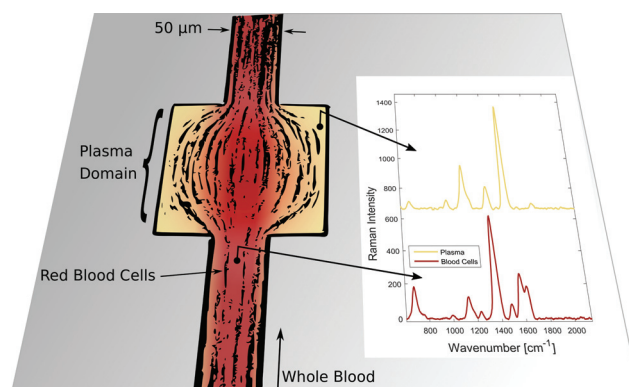 50 µm
Plasma
Domain
Red Blood Cells
Whole Blood
Raman Intensity
1400
1200
1000
800
600
400
200
0
Plasma
Blood Cells
800 1000 1200 1400 1600 1800 2000
Wavenumber [cm⁻¹]